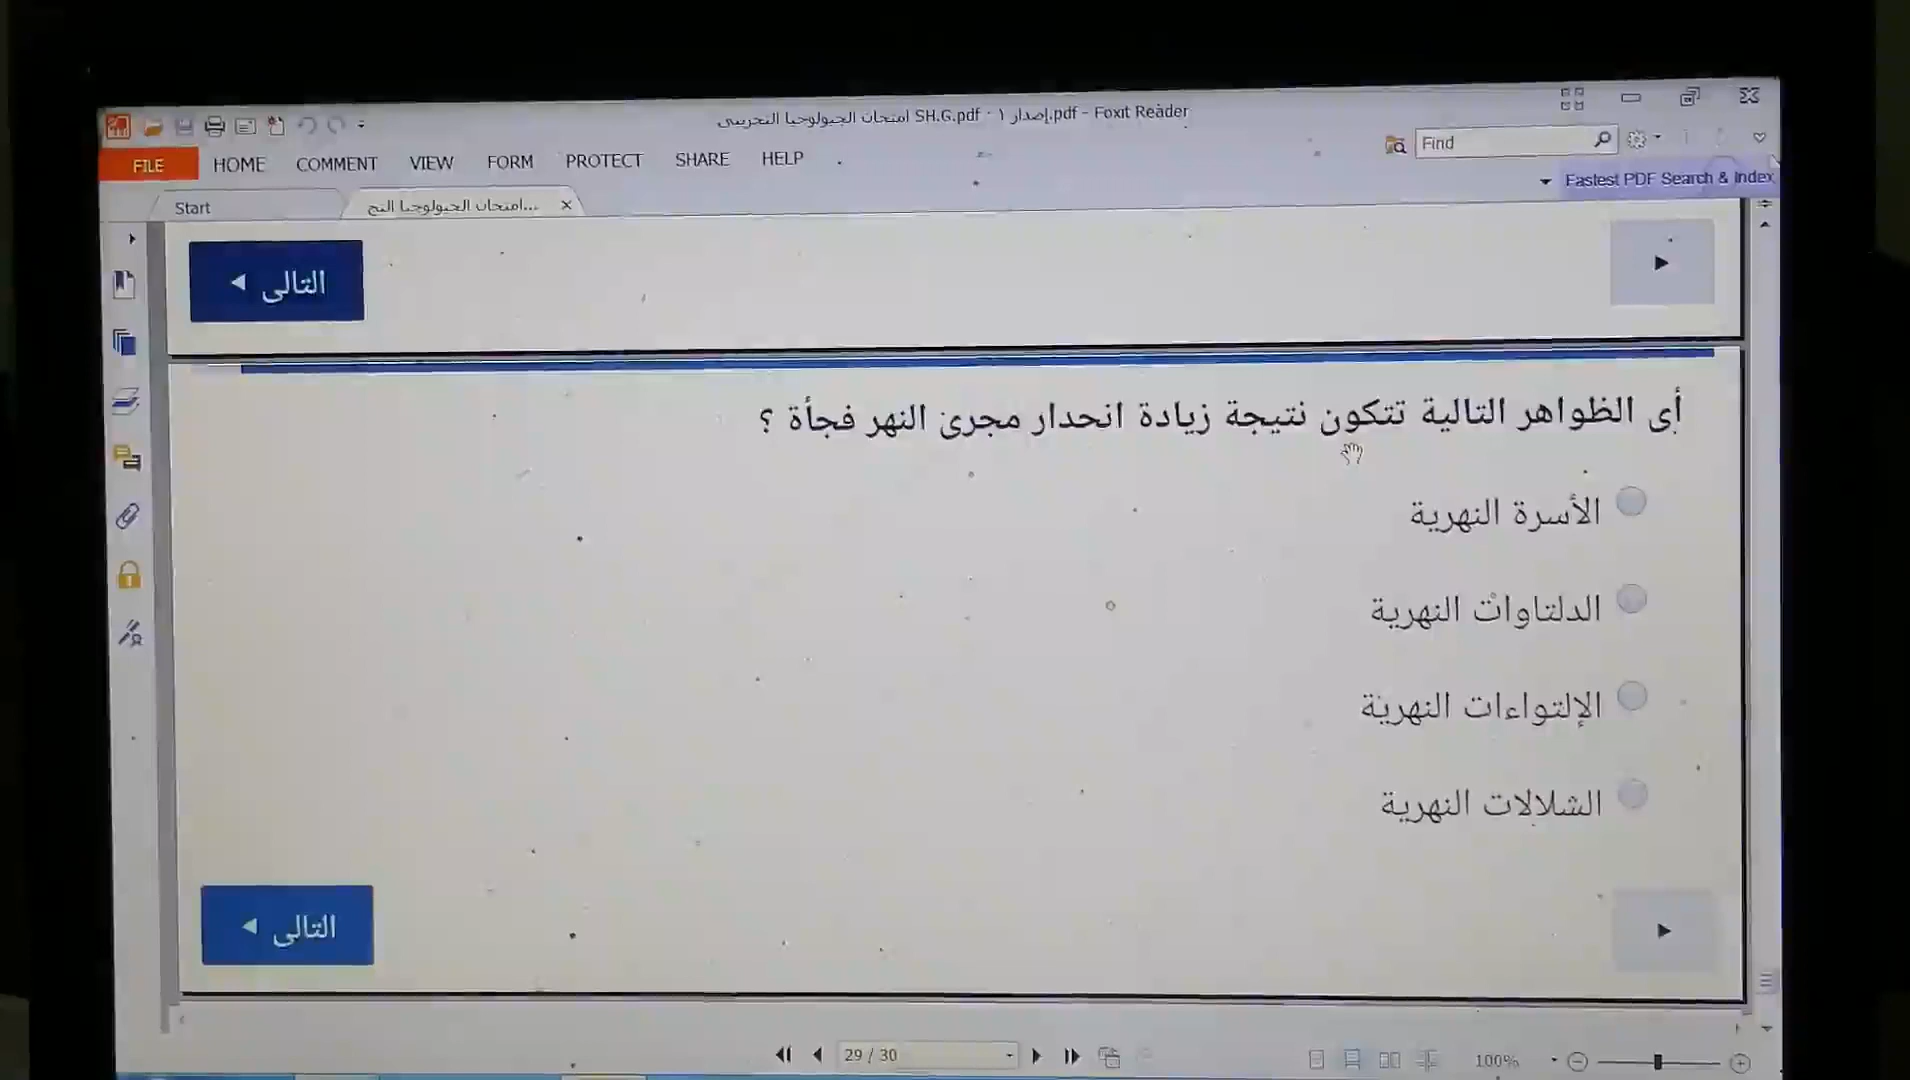 امتحان الجيولوجيا التجريبى SH.G.pdf - إصدار ١.pdf - Foxit Reader
Find
FILE HOME COMMENT VIEW FORM PROTECT SHARE HELP
Fastest PDF Search & Index
Start
امتحان الجيولوجيا التج...
التالى
أى الظواهر التالية تتكون نتيجة زيادة انحدار مجرى النهر فجأة ؟
الأسرة النهرية
الدلتاوات النهرية
الإلتواءات النهرية
الشلالات النهرية
التالى
29 / 30
100%